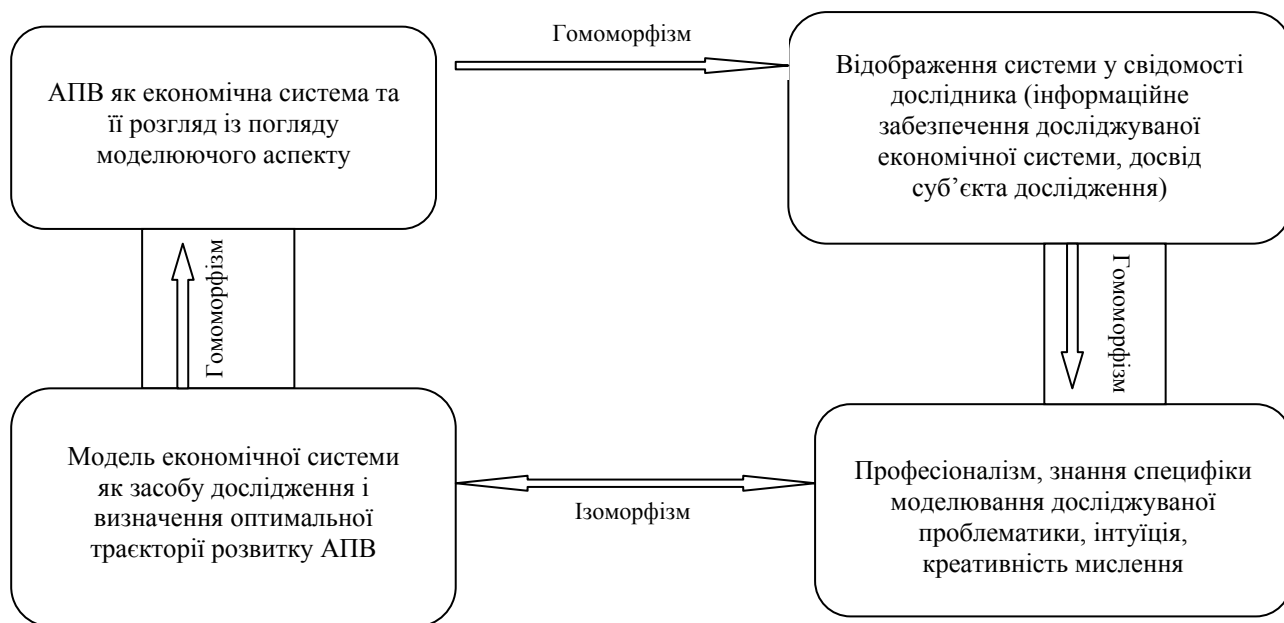 Гомоморфізм
АПВ як економічна система та
її розгляд із погляду
моделюючого аспекту
Відображення системи у свідомості
дослідника (інформаційне
забезпечення досліджуваної
економічної системи, досвід
суб’єкта дослідження)
Гомоморфізм
Гомоморфізм
Модель економічної системи
як засобу дослідження і
визначення оптимальної
траєкторії розвитку АПВ
Ізоморфізм
Професіоналізм, знання специфіки
моделювання досліджуваної
проблематики, інтуїція,
креативність мислення